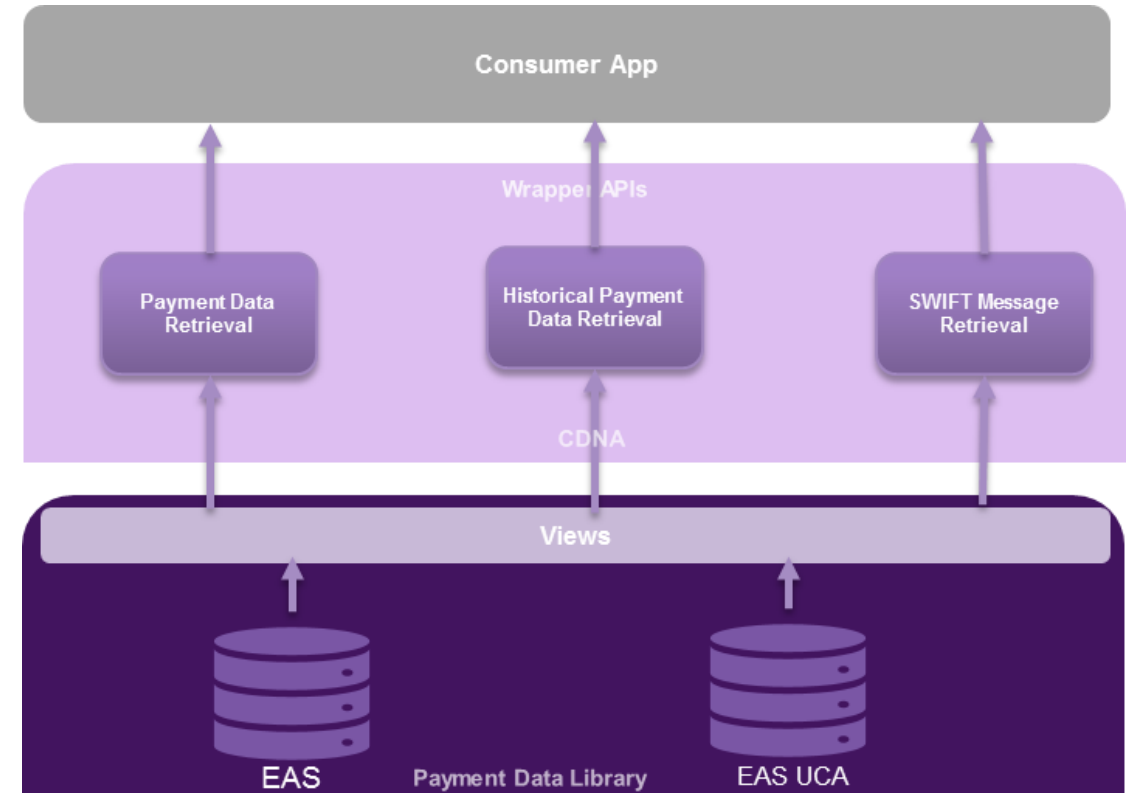 Consumer App
Wrapper APIs
Payment Data
Retrieval
Historical Payment
Data Retrieval
SWIFT Message
Retrieval
CDNA
Views
EAS
Payment Data Library
EAS UCA